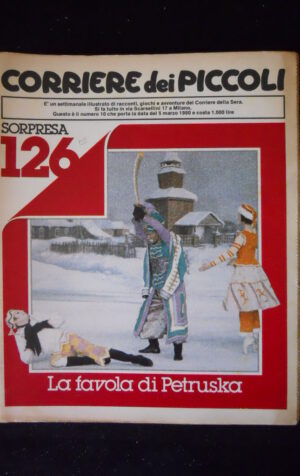 CORRIERE dei PICCOLI
E' un settimanale illustrato di racconti, giochi e avventure del Corriere della Sera.
Si fa tutto in via Scarsellini 17 a Milano.
Questo è il numero 10 che porta la data del 5 marzo 1980 e costa 1.000 lire
SORPRESA
126
La favola di Petruska